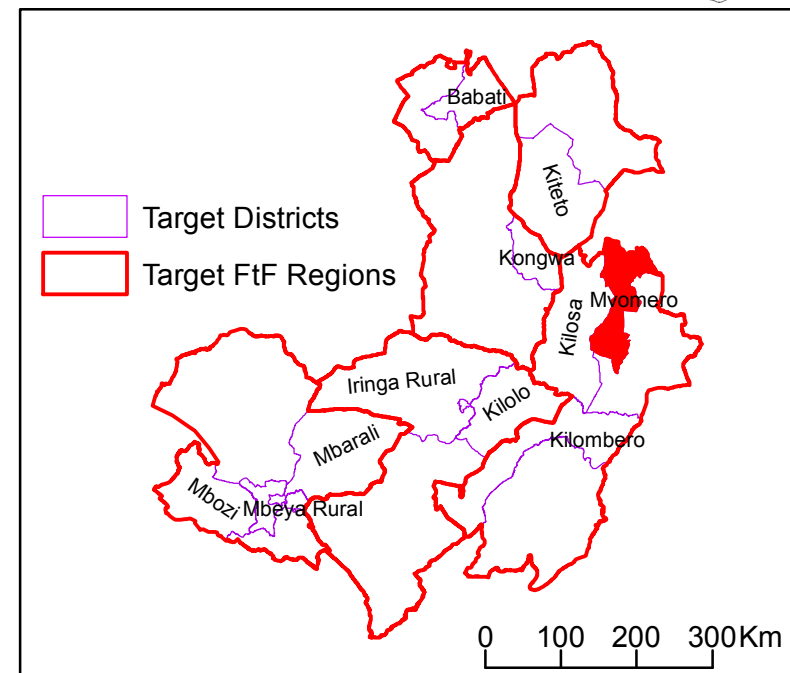 Babati
Target Districts
Kiteto
Target FtF Regions
Kongwa
Mvomero
Kilosa
Iringa Rural
Kilolo
Mbarali
Kilombero
Mbozi
Mbeya Rural
0 100 200 300Km